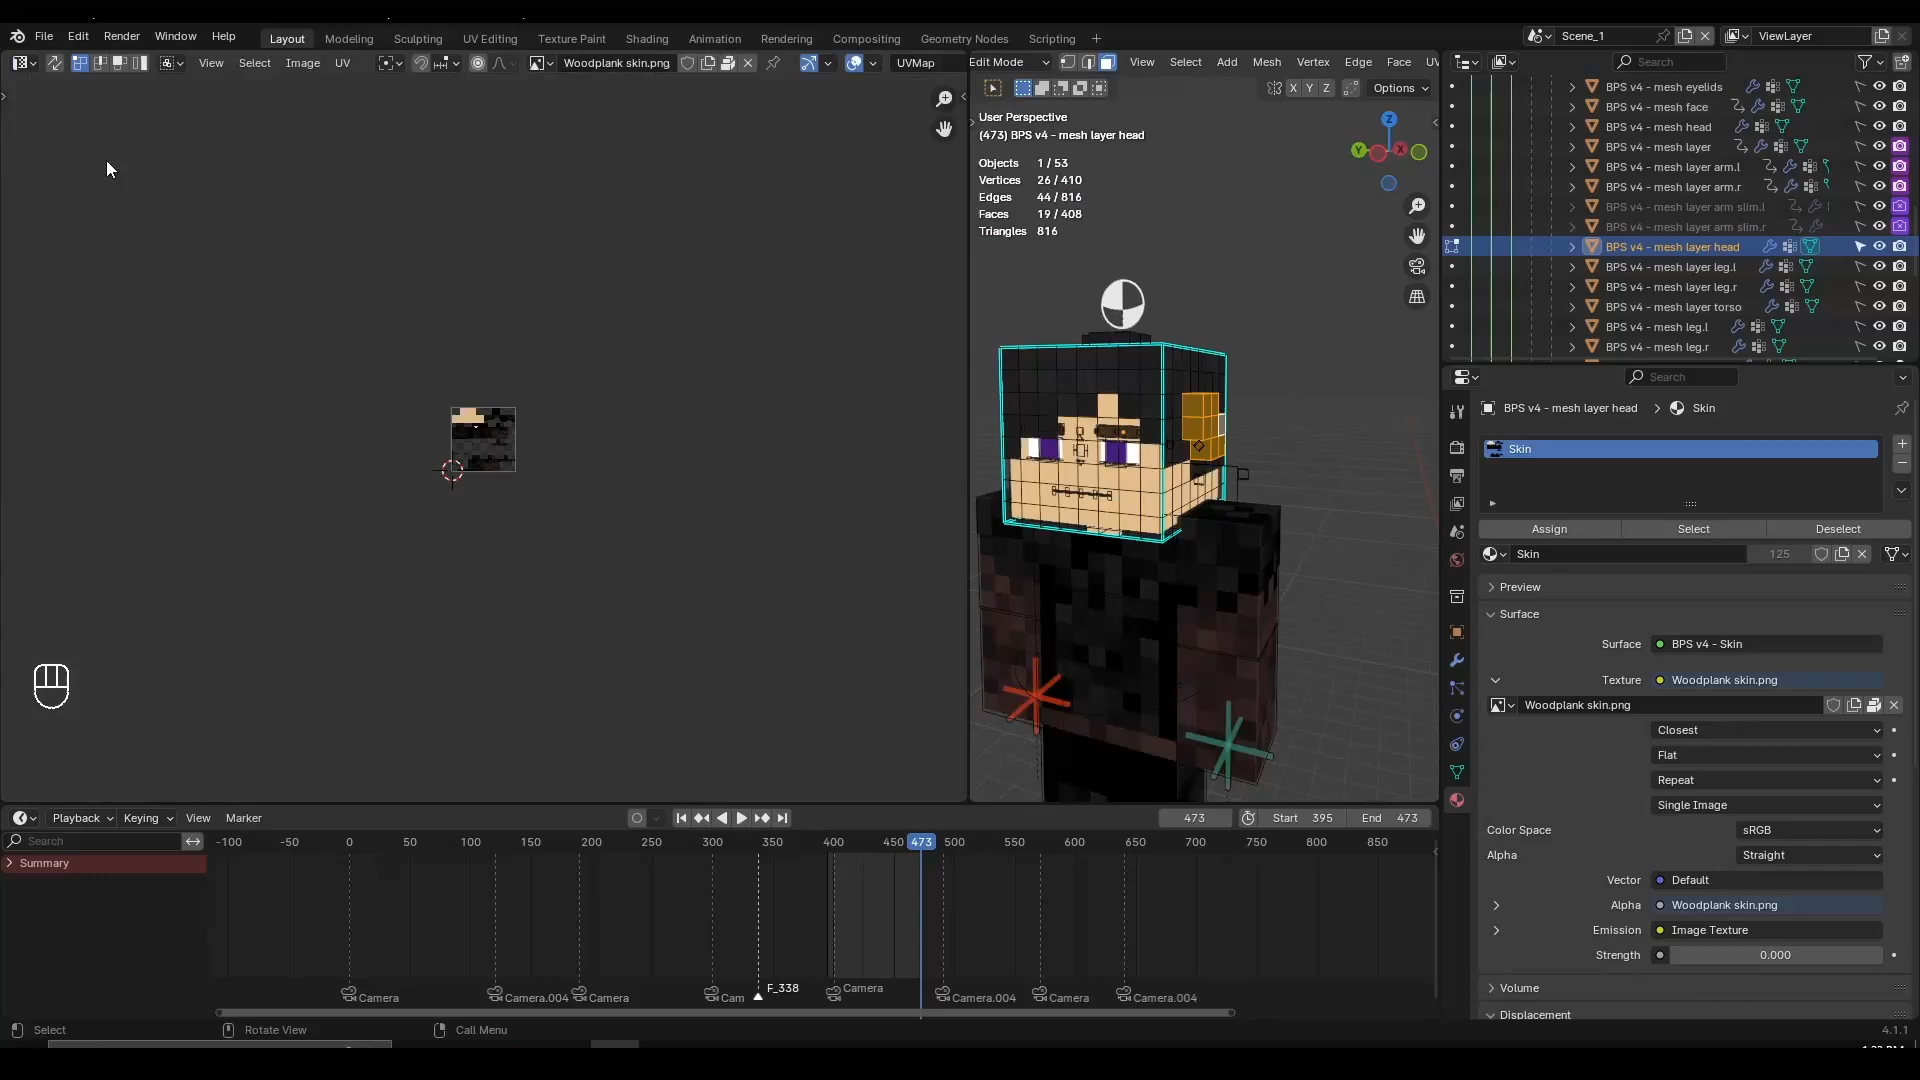 File Edit Render Window Help Layout Modeling Sculpting UV Editing Texture Paint Shading Animation Rendering Compositing Geometry Nodes Scripting + Scene_1 ViewLayer
View Select Image UV Woodplank skin.png UVMap
Edit Mode View Select Add Mesh Vertex Edge Face UV
X Y Z Options
User Perspective
(473) BPS v4 - mesh layer head
Objects 1 / 53
Vertices 26 / 410
Edges 44 / 816
Faces 19 / 408
Triangles 816
Z
Y X
Search
BPS v4 - mesh eyelids
BPS v4 - mesh face
BPS v4 - mesh head
BPS v4 - mesh layer
BPS v4 - mesh layer arm.l
BPS v4 - mesh layer arm.r
BPS v4 - mesh layer arm slim.l
BPS v4 - mesh layer arm slim.r
BPS v4 - mesh layer head
BPS v4 - mesh layer leg.l
BPS v4 - mesh layer leg.r
BPS v4 - mesh layer torso
BPS v4 - mesh leg.l
BPS v4 - mesh leg.r
Search
BPS v4 - mesh layer head > Skin
Skin
Assign Select Deselect
Skin 125
Preview
Surface
Surface BPS v4 - Skin
Texture Woodplank skin.png
Woodplank skin.png
Closest
Flat
Repeat
Single Image
Color Space sRGB
Alpha Straight
Vector Default
Alpha Woodplank skin.png
Emission Image Texture
Strength 0.000
Volume
Displacement
Playback Keying View Marker 473 Start 395 End 473
Search -100 -50 0 50 100 150 200 250 300 350 400 450 473 500 550 600 650 700 750 800 850
Summary
F_338 Camera
Camera Camera.004 Camera Cam Camera.004 Camera Camera.004
Select Rotate View Call Menu 4.1.1